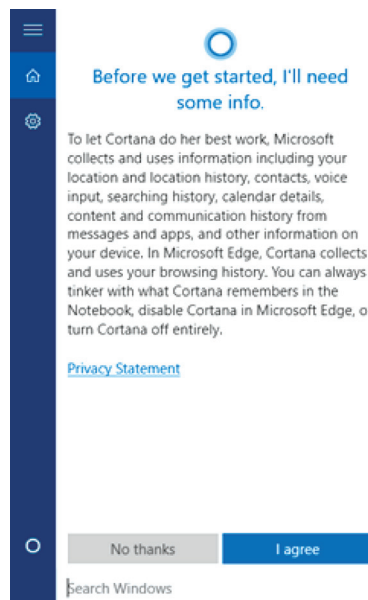 Before we get started, I'll need
some info.
To let Cortana do her best work, Microsoft
collects and uses information including your
location and location history, contacts, voice
input, searching history, calendar details,
content and communication history from
messages and apps, and other information on
your device. In Microsoft Edge, Cortana collects
and uses your browsing history. You can always
tinker with what Cortana remembers in the
Notebook, disable Cortana in Microsoft Edge, o
turn Cortana off entirely.
Privacy Statement
No thanks
I agree
Search Windows